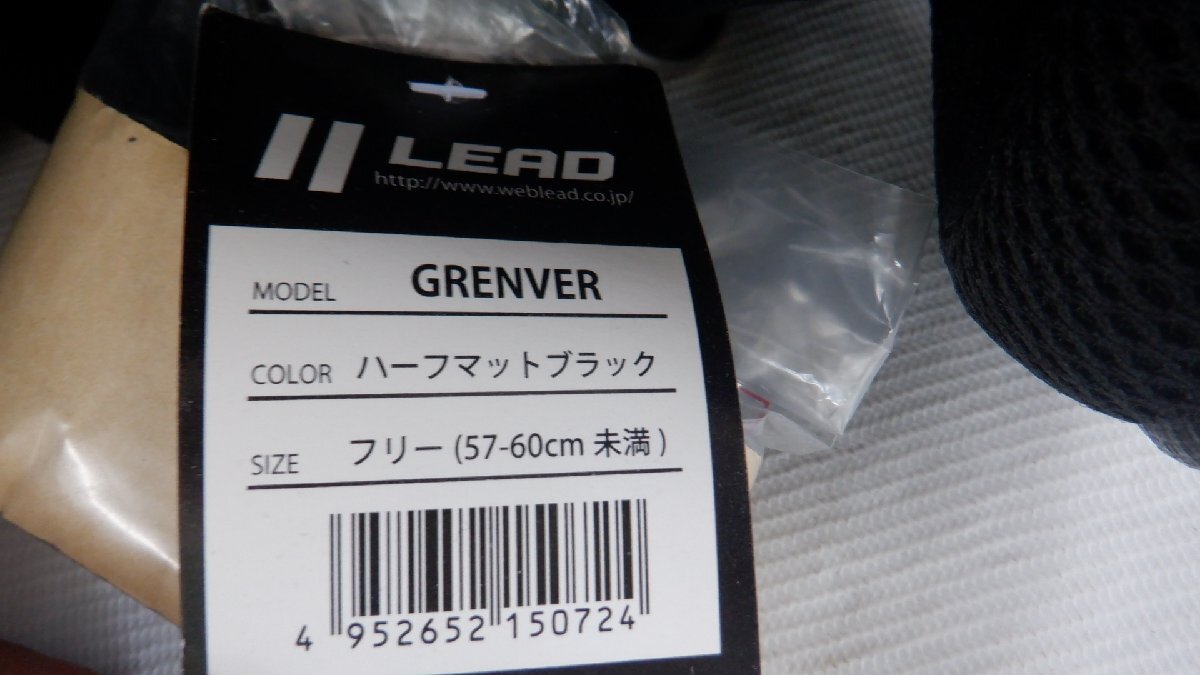 LEAD
http://www.weblead.co.jp/
MODEL GRENVER
COLOR ハーフマットブラック
SIZE フリー (57-60cm 未満)
4 952652 150724